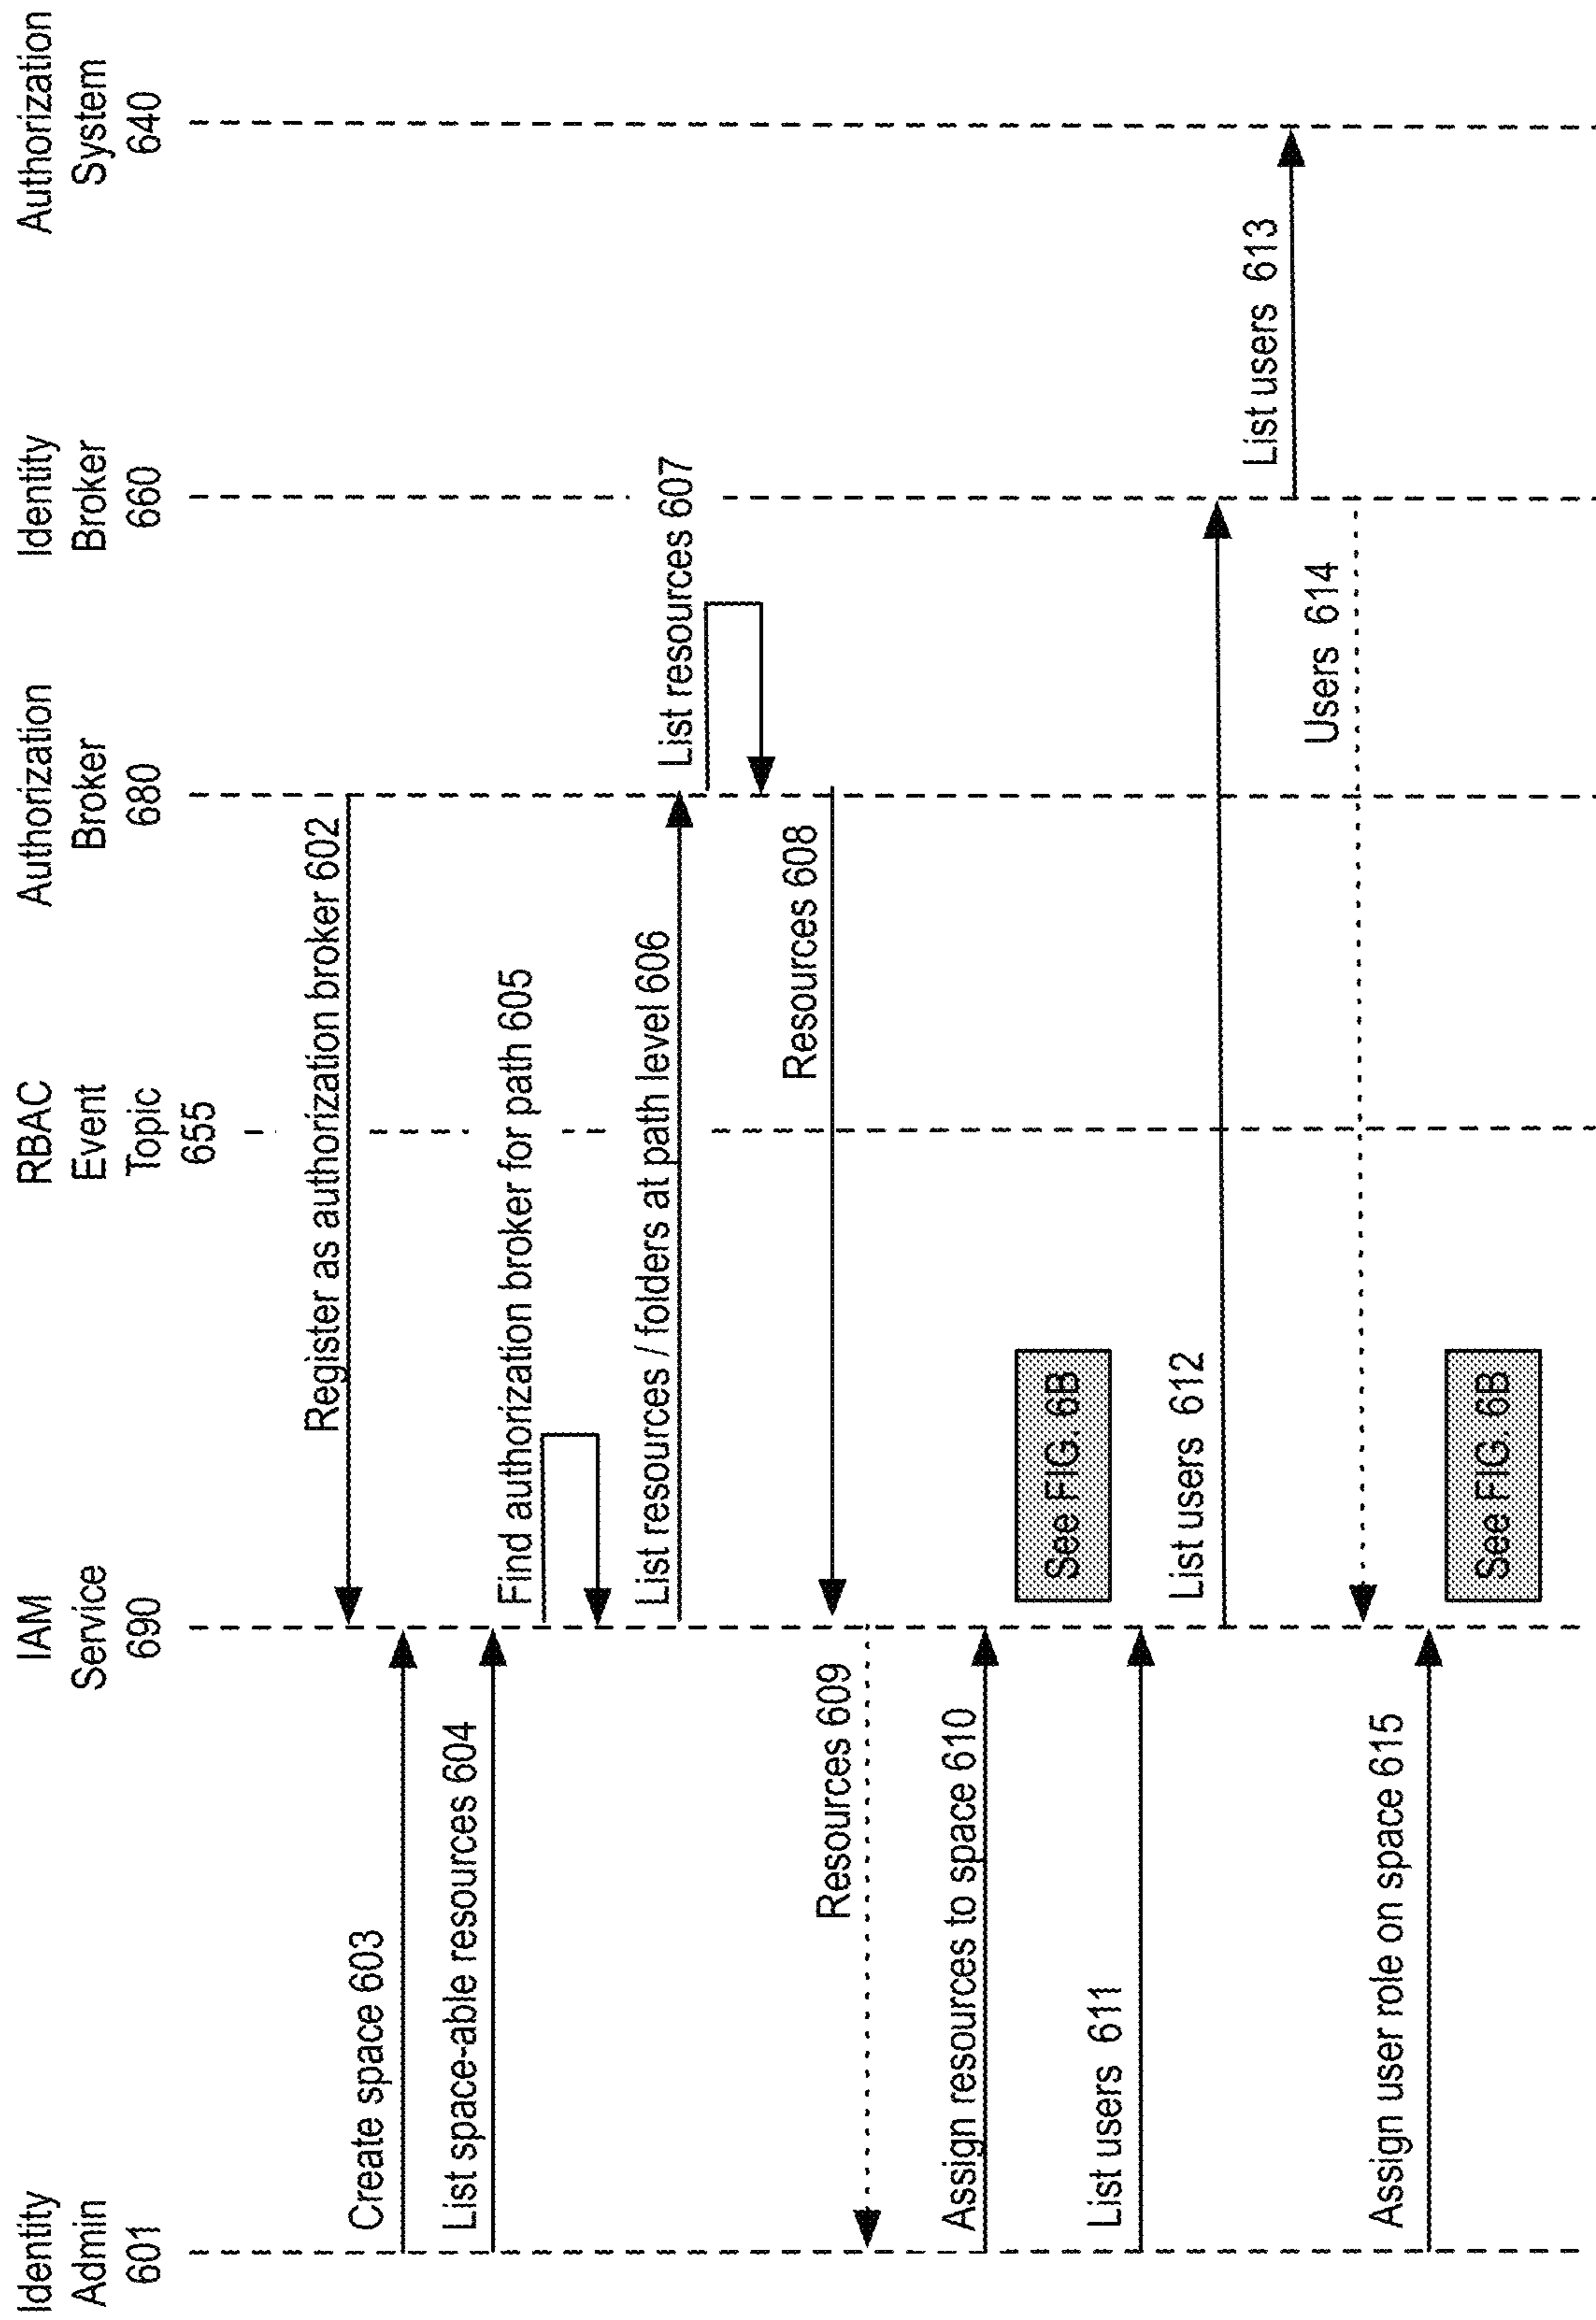 Identity
Admin
601
IAM
Service
690
RBAC
Event
Topic
655
Authorization
Broker
680
Identity
Broker
660
Authorization
System
640
Register as authorization broker 602
Create space 603
List space-able resources 604
Find authorization broker for path 605
List resources / folders at path level 606
List resources 607
Resources 608
Resources 609
Assign resources to space 610
See FIG. 6B
List users 611
List users 612
List users 613
Users 614
Assign user role on space 615
See FIG. 6B